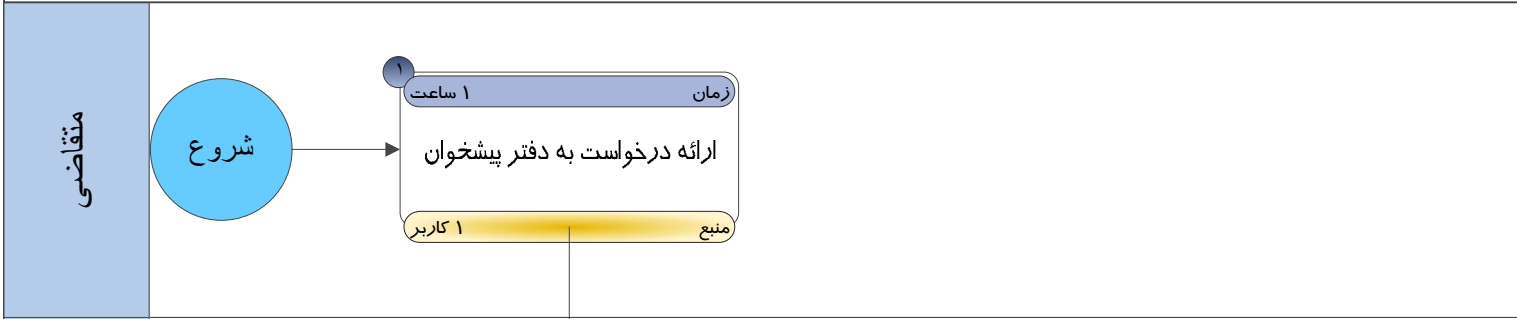 متقاضی
شروع
۱
زمان ۱ ساعت
ارائه درخواست به دفتر پیشخوان
منبع ۱ کاربر